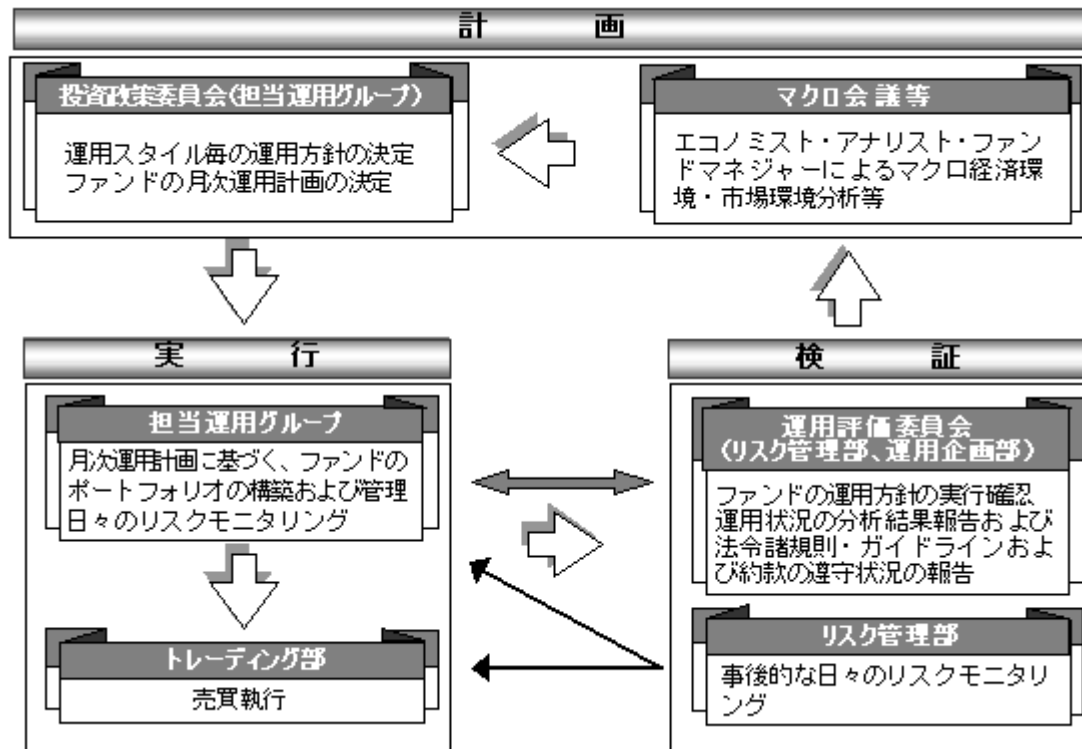 計 画
投資政策委員会(担当運用グループ)
運用スタイル毎の運用方針の決定
ファンドの月次運用計画の決定
マクロ会議等
エコノミスト・アナリスト・ファン
ドマネジャーによるマクロ経済環
境・市場環境分析等
実 行
担当運用グループ
月次運用計画に基づく、ファンドの
ポートフォリオの構築および管理
日々のリスクモニタリング
トレーディング部
売買執行
検 証
運用評価委員会
(リスク管理部、運用企画部)
ファンドの運用方針の実行確認
運用状況の分析結果報告および
法令諸規則・ガイドラインおよ
び約款の遵守状況の報告
リスク管理部
事後的な日々のリスクモニタリ
ング